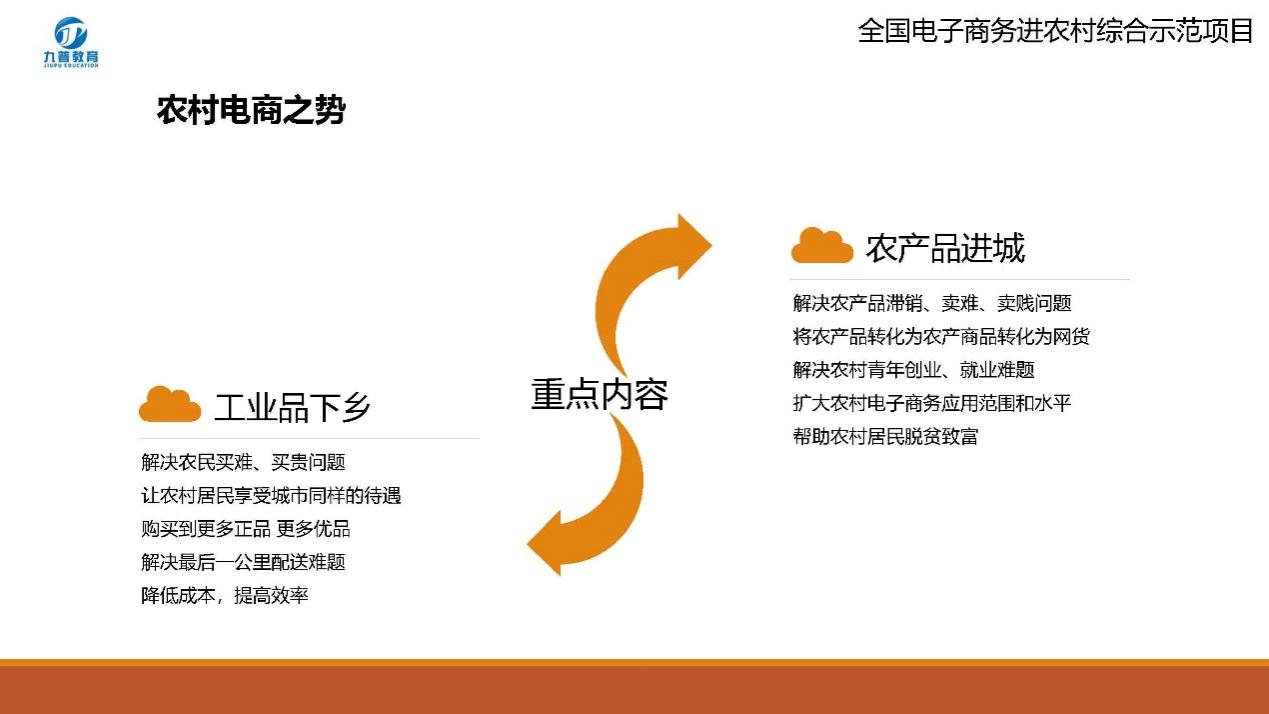 九普教育
JIUPU EDUCATION
全国电子商务进农村综合示范项目
农村电商之势
农产品进城
解决农产品滞销、卖难、卖贱问题
将农产品转化为农产商品转化为网货
解决农村青年创业、就业难题
扩大农村电子商务应用范围和水平
帮助农村居民脱贫致富
重点内容
工业品下乡
解决农民买难、买贵问题
让农村居民享受城市同样的待遇
购买到更多正品 更多优品
解决最后一公里配送难题
降低成本，提高效率